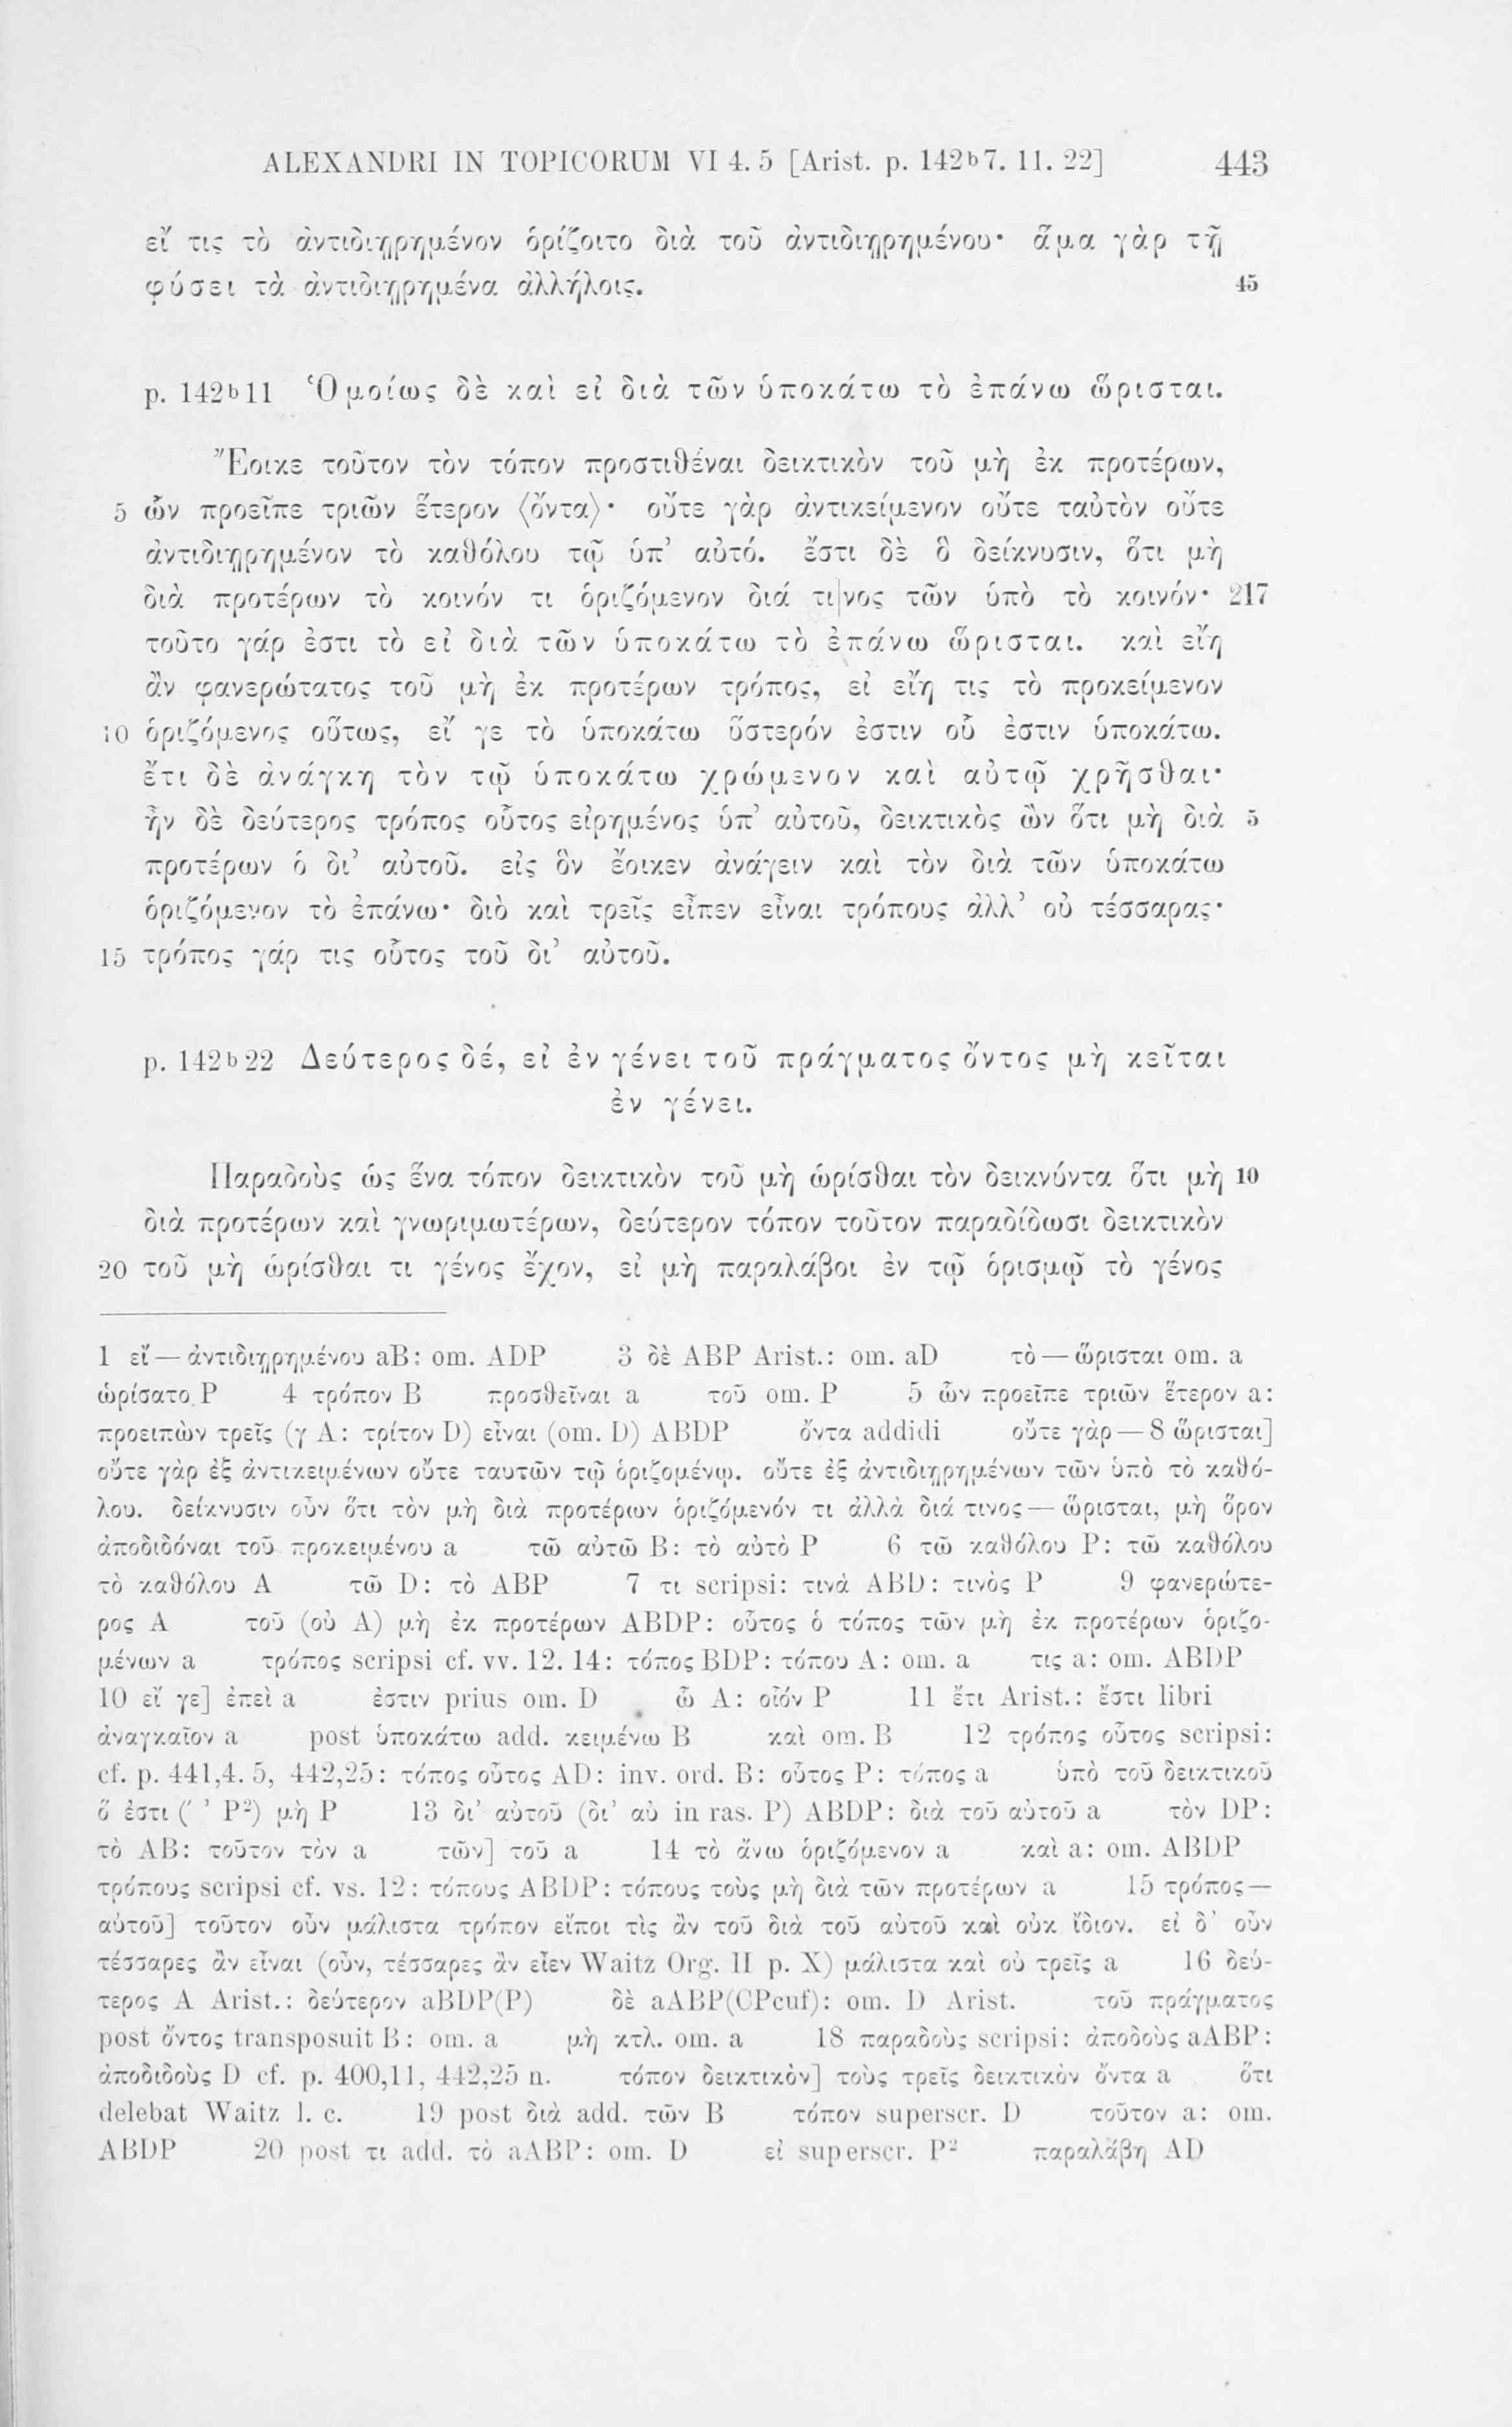 ALEXANDRI IN TOPICORUM VI 4. 5 [Arist. p. 142b7. 11. 22] 443
εἴ τις τὸ ἀντιδιῃρημένον ὁρίζοιτο διὰ τοῦ ἀντιδιῃρημένου· ἅμα γὰρ τῇ
φύσει τὰ ἀντιδιῃρημένα ἀλλήλοις. 45
p. 142b11 Ὁμοίως δὲ καὶ εἰ διὰ τῶν ὑποκάτω τὸ ἐπάνω ὥρισται.
Ἔοικε τοῦτον τὸν τόπον προστιθέναι δεικτικὸν τοῦ μὴ ἐκ προτέρων,
5 ὧν προεῖπε τριῶν ἕτερον ⟨ὄντα⟩· οὔτε γὰρ ἀντικείμενον οὔτε ταὐτὸν οὔτε
ἀντιδιῃρημένον τὸ καθόλου τῷ ὑπ’ αὐτό. ἔστι δὲ ὃ δείκνυσιν, ὅτι μὴ
διὰ προτέρων τὸ κοινόν τι ὁριζόμενον διά τι|νος τῶν ὑπὸ τὸ κοινόν· 217
τοῦτο γάρ ἐστι τὸ εἰ διὰ τῶν ὑποκάτω τὸ ἐπάνω ὥρισται. καὶ εἴη
ἂν φανερώτατος τοῦ μὴ ἐκ προτέρων τρόπος, εἰ εἴη τις τὸ προκείμενον
10 ὁριζόμενος οὕτως, εἴ γε τὸ ὑποκάτω ὕστερόν ἐστιν οὗ ἐστιν ὑποκάτω.
ἔτι δὲ ἀνάγκη τὸν τῷ ὑποκάτω χρώμενον καὶ αὐτῷ χρῆσθαι·
ἦν δὲ δεύτερος τρόπος οὗτος εἰρημένος ὑπ’ αὐτοῦ, δεικτικὸς ὢν ὅτι μὴ διὰ 5
προτέρων ὁ δι’ αὐτοῦ. εἰς ὃν ἔοικεν ἀνάγειν καὶ τὸν διὰ τῶν ὑποκάτω
ὁριζόμενον τὸ ἐπάνω· διὸ καὶ τρεῖς εἶπεν εἶναι τρόπους ἀλλ’ οὐ τέσσαρας·
15 τρόπος γάρ τις οὗτος τοῦ δι’ αὐτοῦ.
p. 142b22 Δεύτερος δέ, εἰ ἐν γένει τοῦ πράγματος ὄντος μὴ κεῖται
ἐν γένει.
Παραδοὺς ὡς ἕνα τόπον δεικτικὸν τοῦ μὴ ὡρίσθαι τὸν δεικνύντα ὅτι μὴ 10
διὰ προτέρων καὶ γνωριμωτέρων, δεύτερον τόπον τοῦτον παραδίδωσι δεικτικὸν
20 τοῦ μὴ ὡρίσθαι τι γένος ἔχον, εἰ μὴ παραλάβοι ἐν τῷ ὁρισμῷ τὸ γένος
1 εἴ — ἀντιδιῃρημένου aB: om. ADP 3 δὲ ABP Arist.: om. aD τὸ — ὥρισται om. a
ὡρίσατο P 4 τρόπον B προσθεῖναι a τοῦ om. P 5 ὧν προεῖπε τριῶν ἕτερον a:
προειπὼν τρεῖς (γ A: τρίτον D) εἶναι (om. D) ABDP ὄντα addidi οὔτε γὰρ — 8 ὥρισται]
οὔτε γὰρ ἐξ ἀντικειμένων οὔτε ταυτῶν τῷ ὁριζομένῳ. οὔτε ἐξ ἀντιδιῃρημένων τῶν ὑπὸ τὸ καθό-
λου. δείκνυσιν οὖν ὅτι τὸν μὴ διὰ προτέρων ὁριζόμενόν τι ἀλλὰ διά τινος — ὥρισται, μὴ ὅρον
ἀποδιδόναι τοῦ προκειμένου a τῶ αὐτῶ B: τὸ αὐτὸ P 6 τῶ καθόλου P: τῶ καθόλου
τὸ καθόλου A τῶ D: τὸ ABP 7 τι scripsi: τινὰ ABD: τινὸς P 9 φανερώτε-
ρος A τοῦ (οὐ A) μὴ ἐκ προτέρων ABDP: οὗτος ὁ τόπος τῶν μὴ ἐκ προτέρων ὁριζο-
μένων a τρόπος scripsi cf. vv. 12. 14: τόπος BDP: τόπου A: om. a τις a: om. ABDP
10 εἴ γε] ἐπεὶ a ἐστιν prius om. D ὧ A: οἷόν P 11 ἔτι Arist.: ἔστι libri
ἀναγκαῖον a post ὑποκάτω add. κειμένω B καὶ om. B 12 τρόπος οὗτος scripsi:
cf. p. 441,4. 5, 442,25: τόπος οὗτος AD: inv. ord. B: οὗτος P: τόπος a ὑπὸ τοῦ δεικτικοῦ
ὅ ἐστι (῾ ᾿ P²) μὴ P 13 δι’ αὐτοῦ (δι’ αὐ in ras. P) ABDP: διὰ τοῦ αὐτοῦ a τὸν DP:
τὸ AB: τοῦτον τὸν a τῶν] τοῦ a 14 τὸ ἄνω ὁριζόμενον a καὶ a: om. ABDP
τρόπους scripsi cf. vs. 12: τόπους ABDP: τόπους τοὺς μὴ διὰ τῶν προτέρων a 15 τρόπος —
αὐτοῦ] τοῦτον οὖν μάλιστα τρόπον εἴποι τὶς ἂν τοῦ διὰ τοῦ αὐτοῦ καὶ οὐκ ἴδιον. εἰ δ’ οὖν
τέσσαρες ἂν εἶναι (οὖν, τέσσαρες ἂν εἶεν Waitz Org. II p. X) μάλιστα καὶ οὐ τρεῖς a 16 δεύ-
τερος A Arist.: δεύτερον aBDP(P) δὲ aABP(CPcuf): om. D Arist. τοῦ πράγματος
post ὄντος transposuit B: om. a μὴ κτλ. om. a 18 παραδοὺς scripsi: ἀποδοὺς aABP:
ἀποδιδοὺς D cf. p. 400,11, 442,25 n. τόπον δεικτικὸν] τοὺς τρεῖς δεικτικὸν ὄντα a ὅτι
delebat Waitz l. c. 19 post διὰ add. τῶν B τόπον superscr. D τοῦτον a: om.
ABDP 20 post τι add. τὸ aABP: om. D εἰ superscr. P² παραλάβη AD